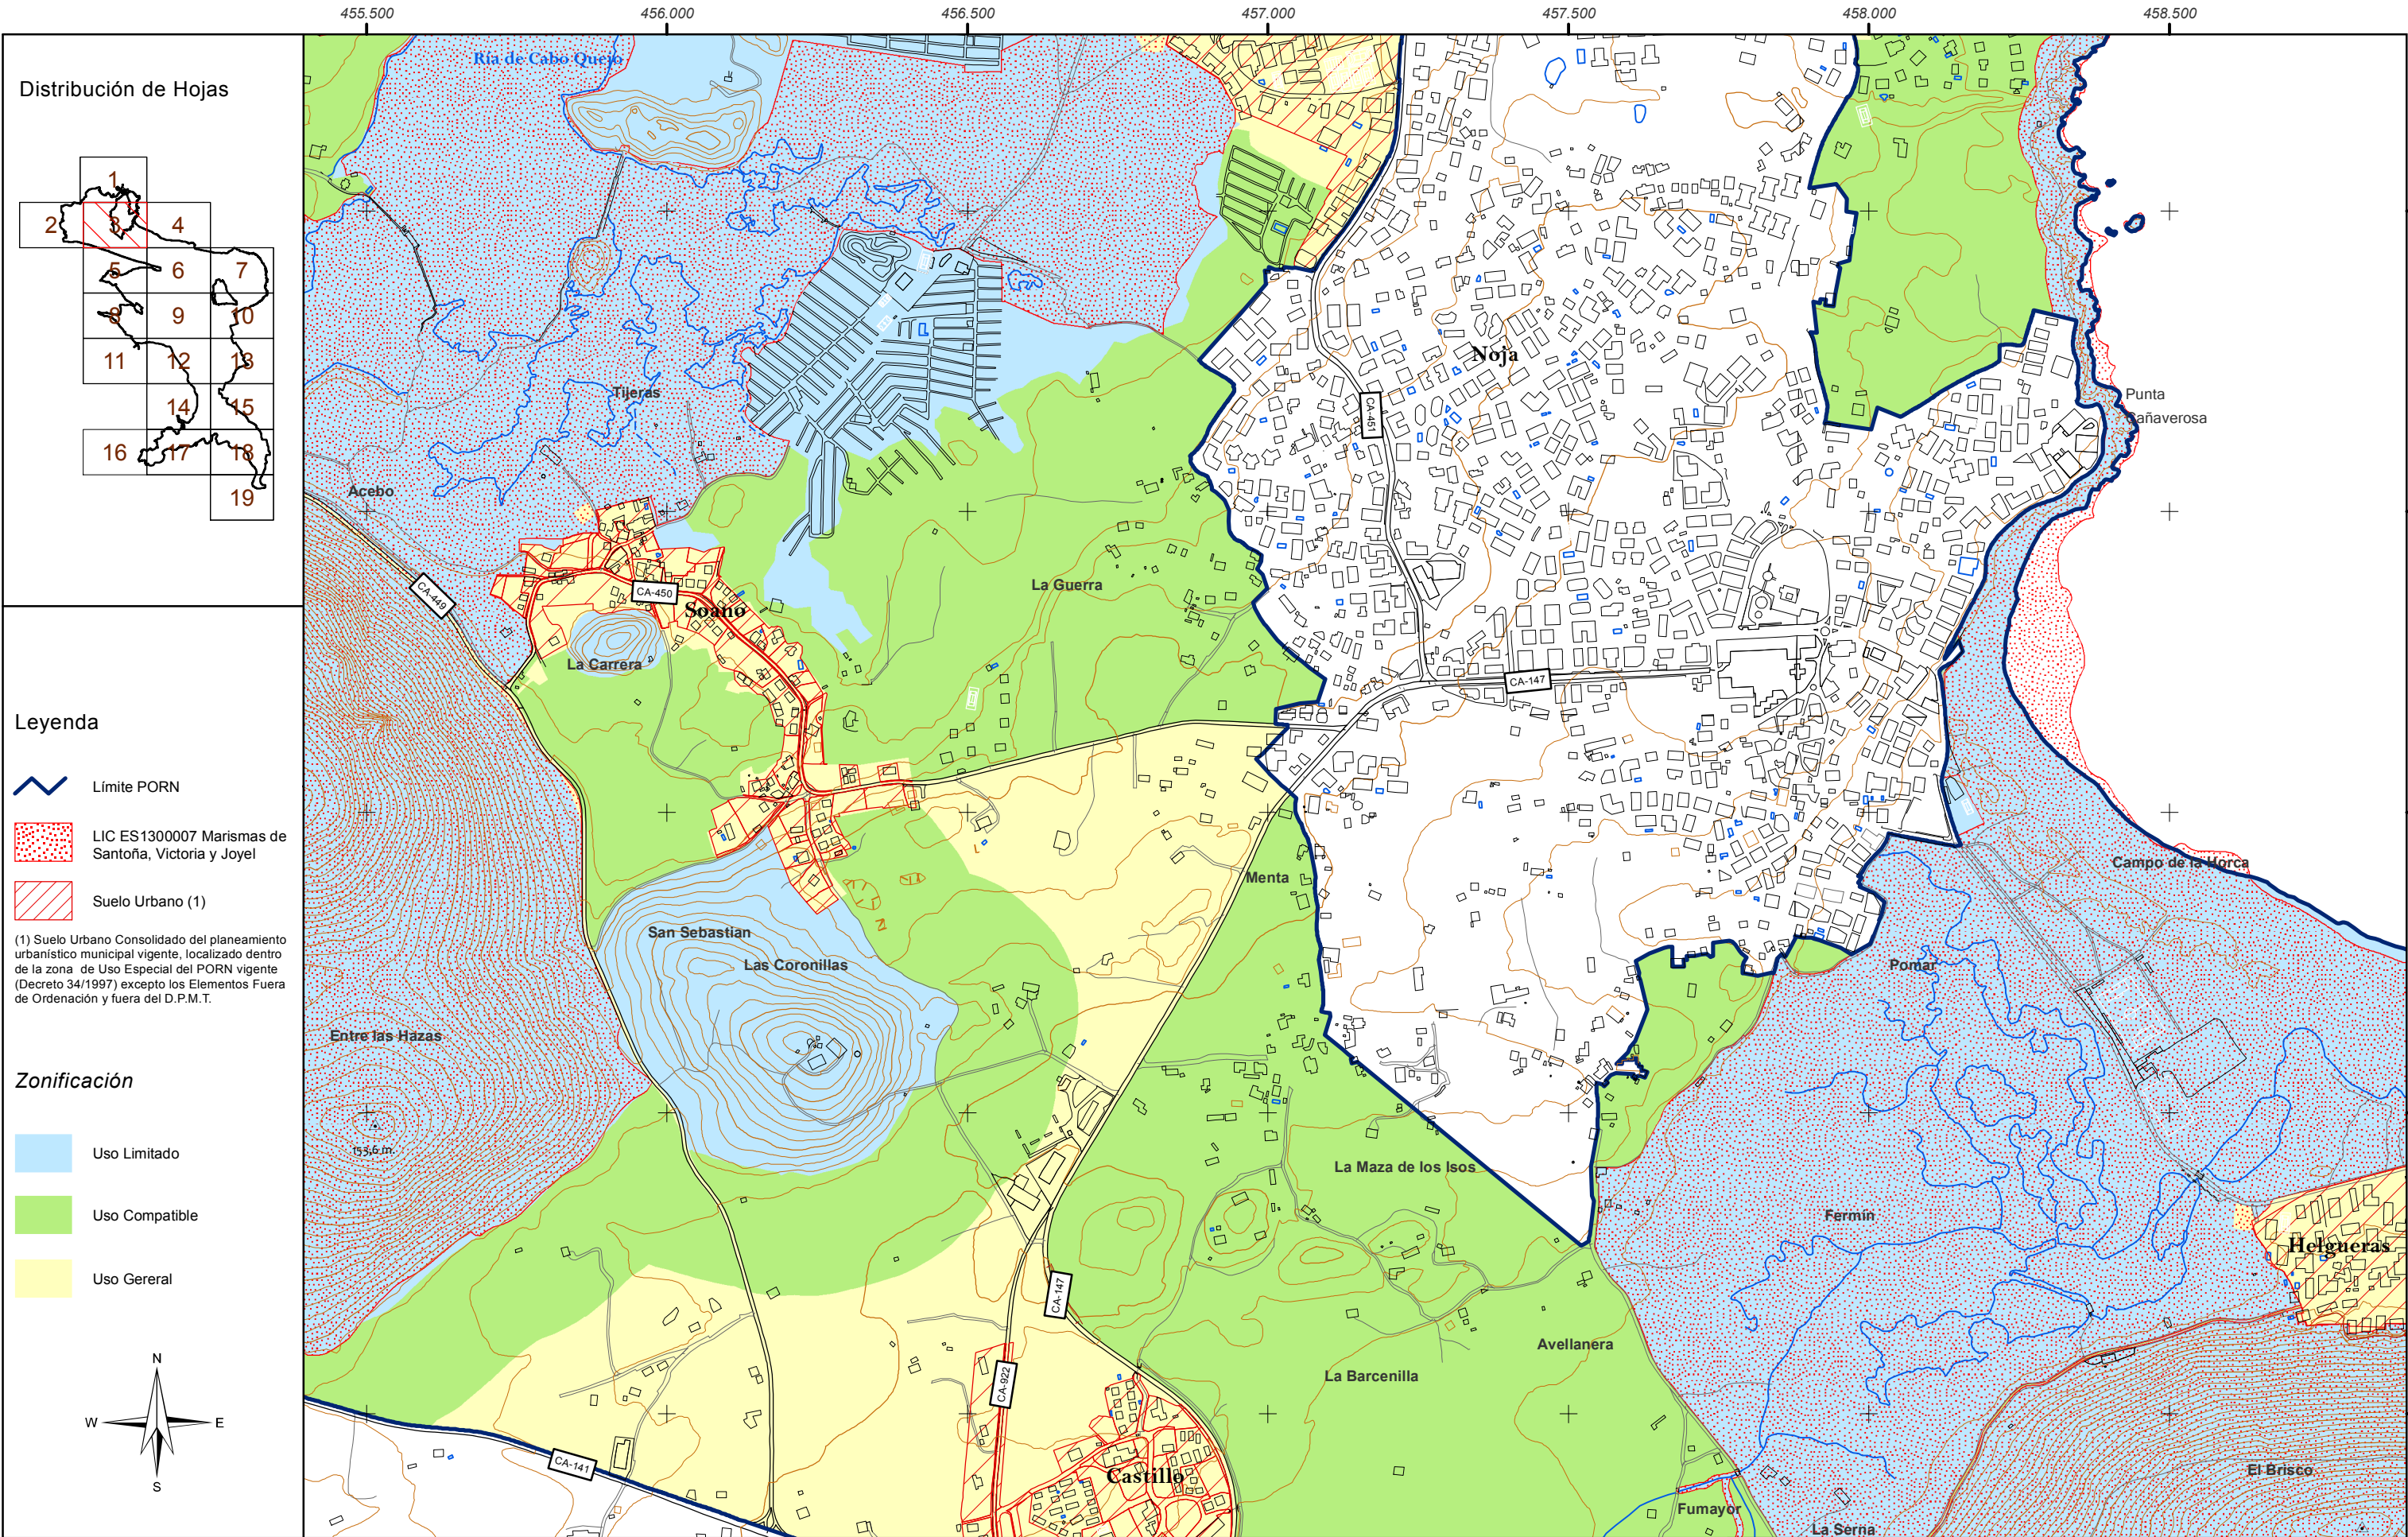 455.500 456.000 456.500 457.000 457.500 458.000 458.500
Distribución de Hojas
1
2 3 4
5 6 7
8 9 10
11 12 13
14 15
16 17 18
19
Leyenda
Límite PORN
LIC ES1300007 Marismas de
Santoña, Victoria y Joyel
Suelo Urbano (1)
(1) Suelo Urbano Consolidado del planeamiento
urbanístico municipal vigente, localizado dentro
de la zona de Uso Especial del PORN vigente
(Decreto 34/1997) excepto los Elementos Fuera
de Ordenación y fuera del D.P.M.T.
Zonificación
Uso Limitado
Uso Compatible
Uso Gereral
N
W E
S
Ria de Cabo Quejo
Noja
CA-451
Tijeras
Punta
Cañaverosa
Acebo
CA-449
CA-450
Soano
La Guerra
La Carrera
CA-147
Menta
Campo de la Horca
San Sebastian
Las Coronillas
Pomar
Entre las Hazas
153,6 m.
La Maza de los Isos
Fermín
Helgueras
CA-147
Avellanera
CA-922
La Barcenilla
CA-141
Castillo
El Brisco
Fumayor
La Serna